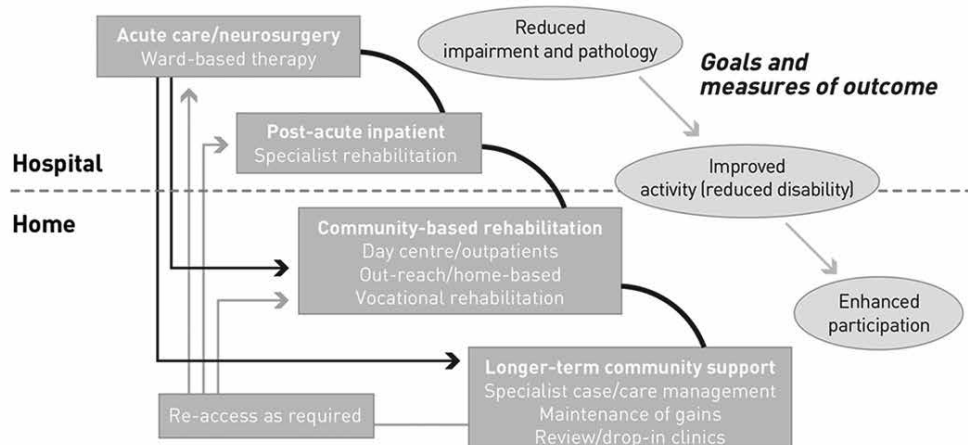 Acute care/neurosurgery
Ward-based therapy
Reduced
impairment and pathology
Goals and
measures of outcome
Post-acute inpatient
Specialist rehabilitation
Hospital
Improved
activity (reduced disability)
Home
Community-based rehabilitation
Day centre/outpatients
Out-reach/home-based
Vocational rehabilitation
Enhanced
participation
Longer-term community support
Specialist case/care management
Maintenance of gains
Review/drop-in clinics
Re-access as required